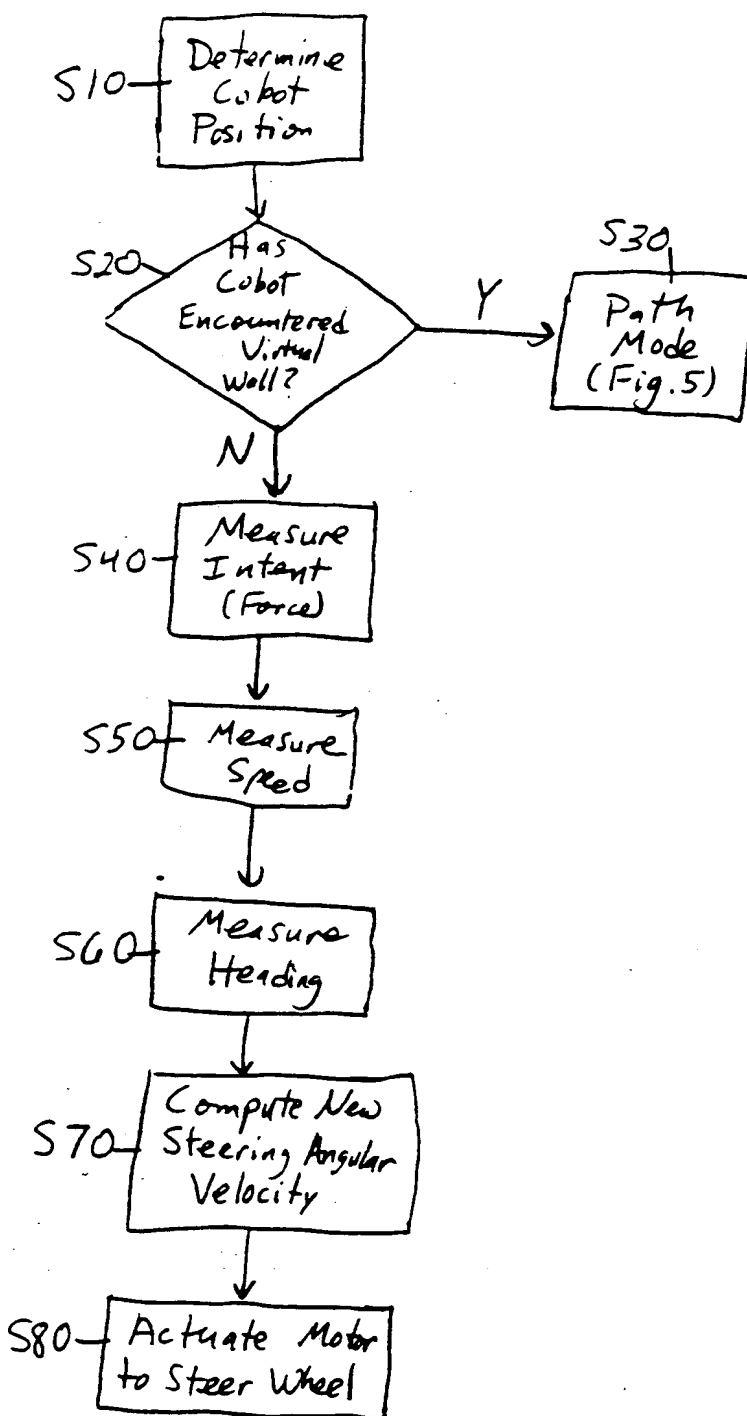 S10
Determine
Cobot
Position
S20
Has
Cobot
Encountered
Virtual
Wall?
Y
S30
Path
Mode
(Fig. 5)
N
S40
Measure
Intent
(Force)
S50
Measure
Speed
S60
Measure
Heading
S70
Compute New
Steering Angular
Velocity
S80
Actuate Motor
to Steer Wheel